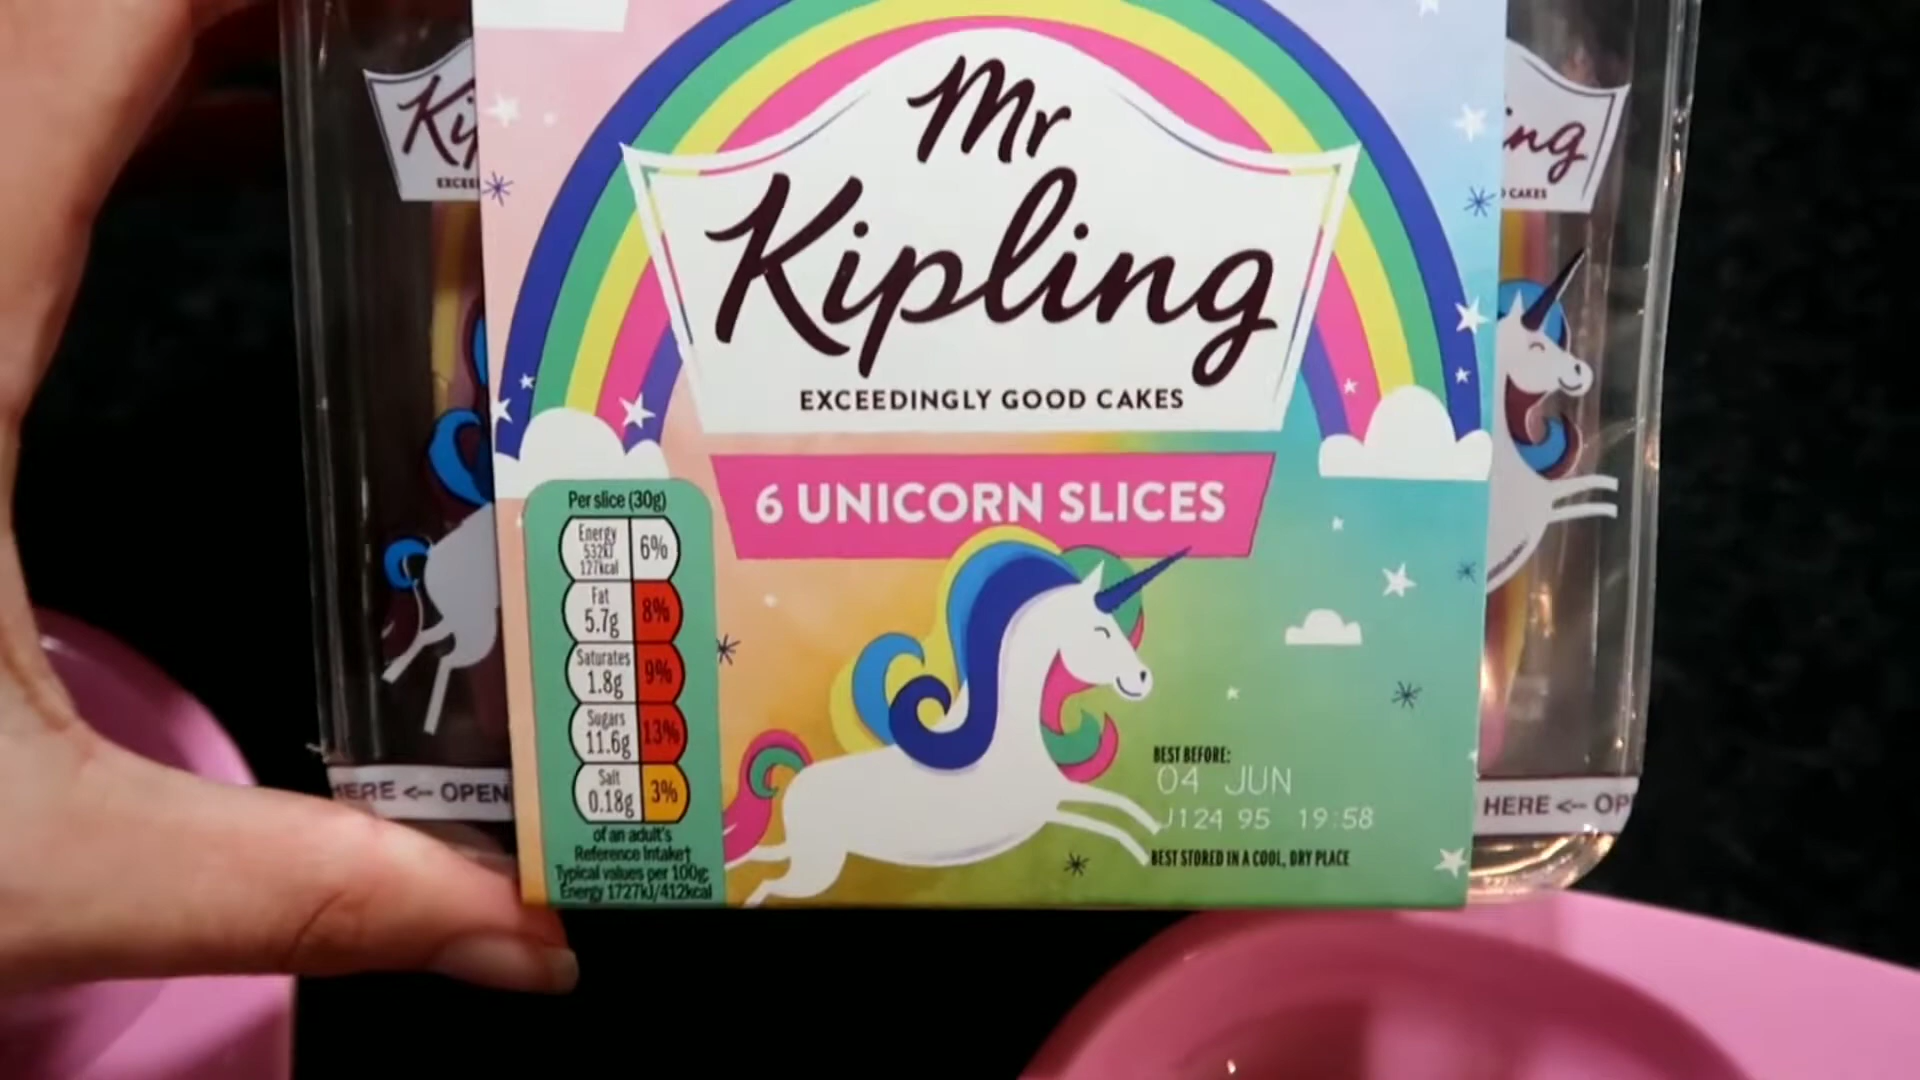 Mr
Kipling
EXCEEDINGLY GOOD CAKES
6 UNICORN SLICES
Per slice (30g)
Energy
532kJ
127kcal
6%
Fat
5.7g
8%
Saturates
1.8g
9%
Sugars
11.6g
13%
Salt
0.18g
3%
of an adult's
Reference Intake†
Typical values per 100g:
Energy 1727kJ/412kcal
BEST BEFORE:
04 JUN
J124 95 19:58
BEST STORED IN A COOL, DRY PLACE
HERE <-- OPEN
HERE <-- OP
Ki
ing
CAKES